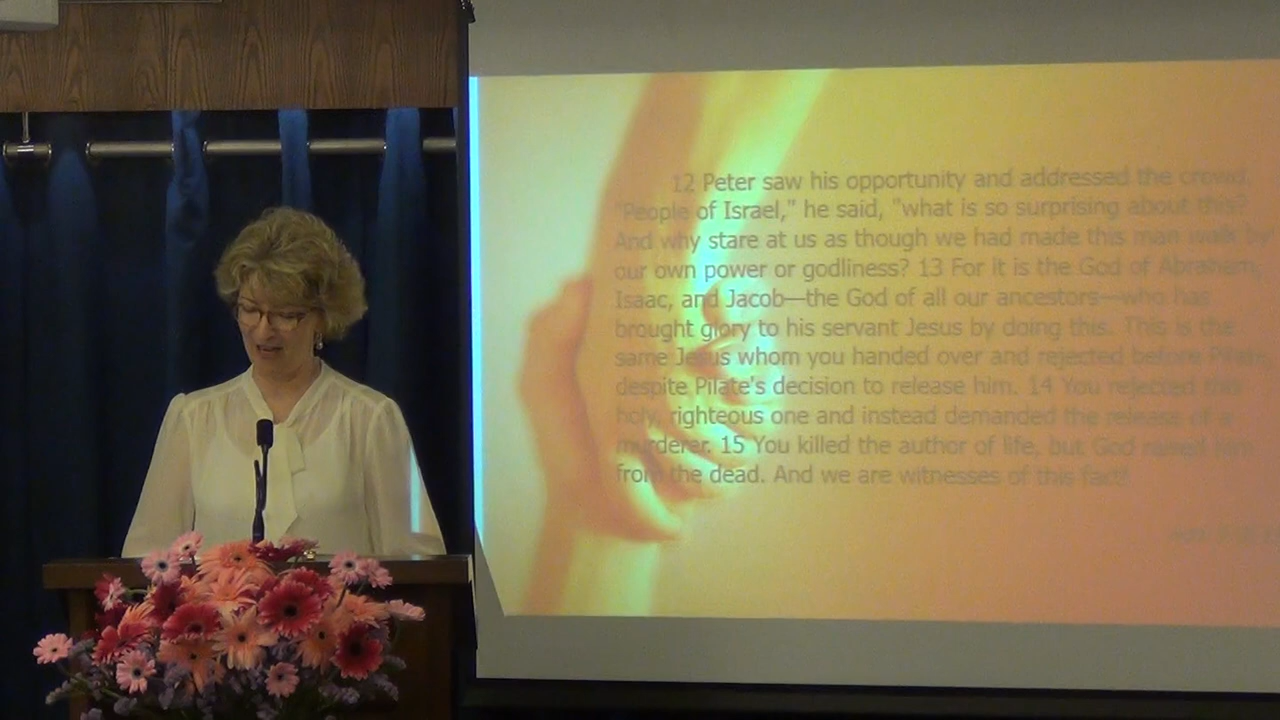 12 Peter saw his opportunity and addressed the crowd.
"People of Israel," he said, "what is so surprising about this?
And why stare at us as though we had made this man walk by
our own power or godliness? 13 For it is the God of Abraham,
Isaac, and Jacob—the God of all our ancestors—who has
brought glory to his servant Jesus by doing this. This is the
same Jesus whom you handed over and rejected before Pilate,
despite Pilate's decision to release him. 14 You rejected this
holy, righteous one and instead demanded the release of a
murderer. 15 You killed the author of life, but God raised him
from the dead. And we are witnesses of this fact!